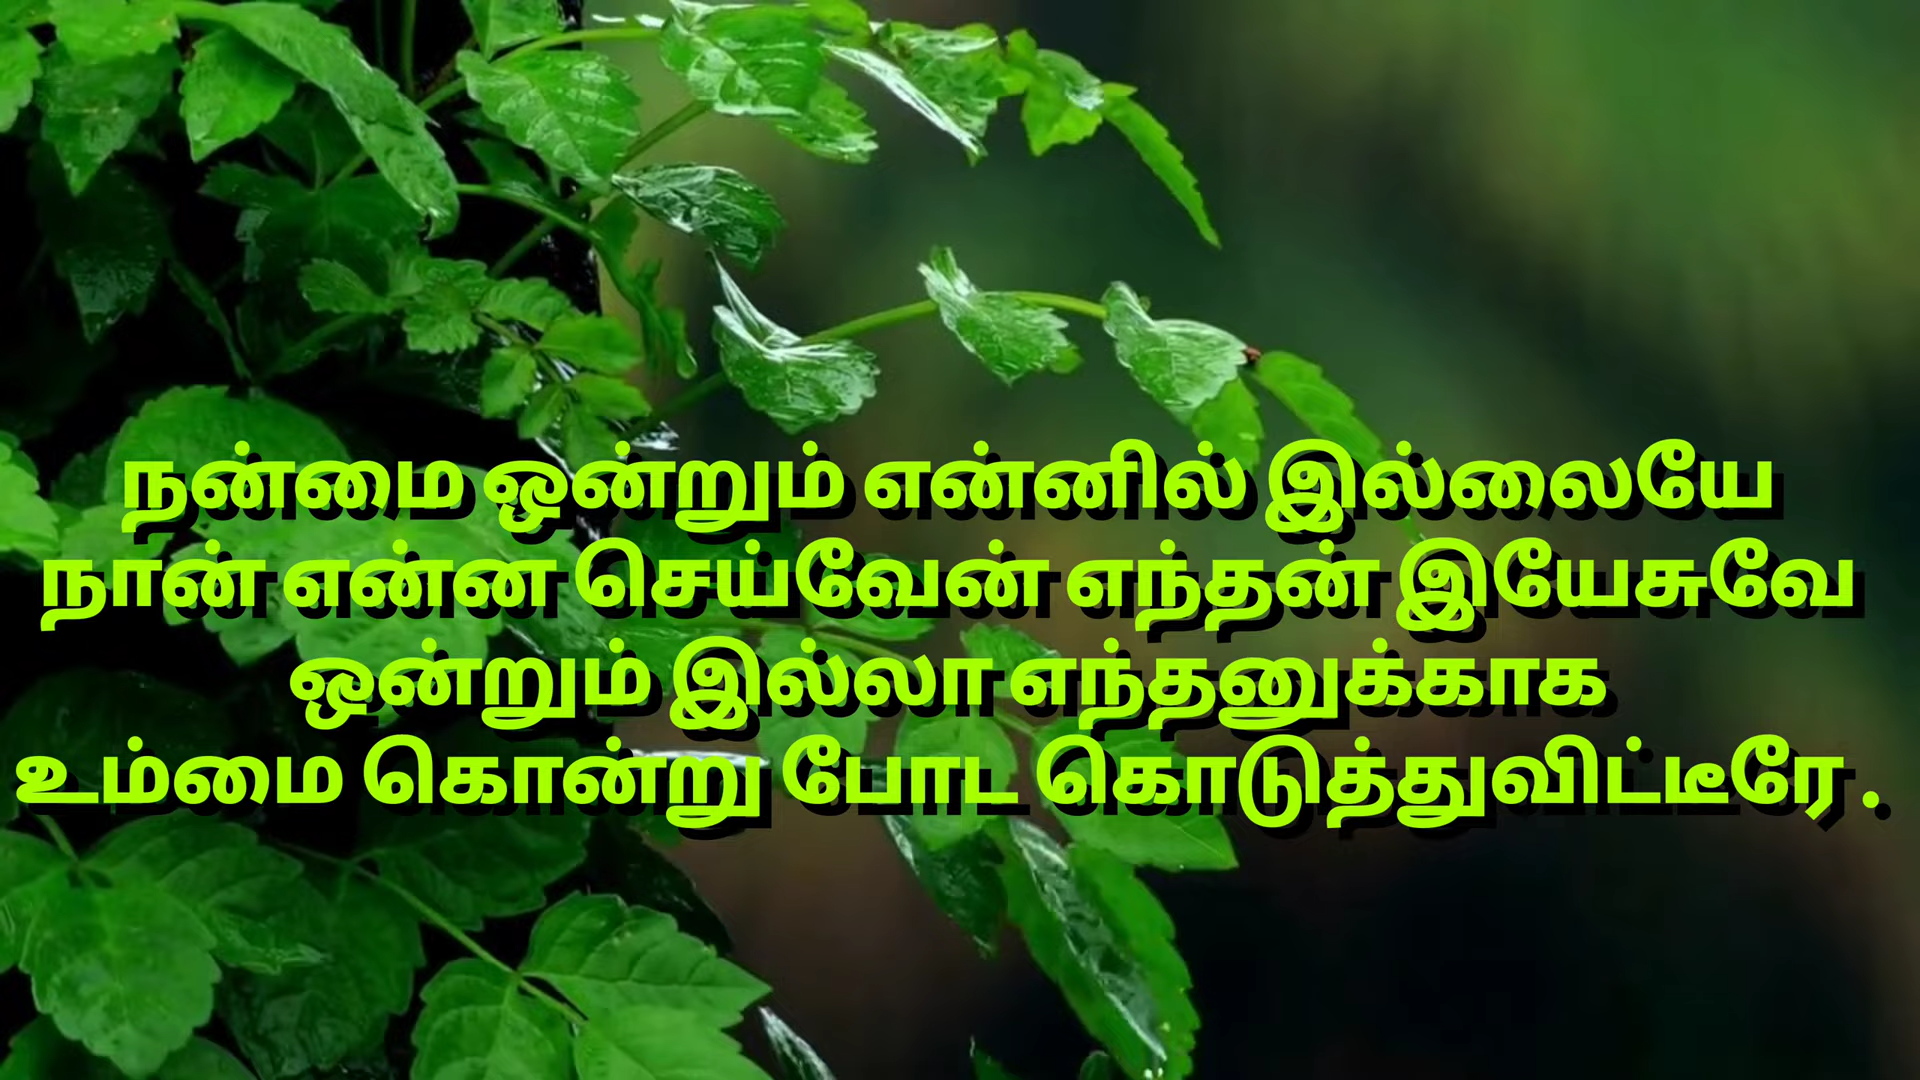 நன்மை ஒன்றும் என்னில் இல்லையே
நான் என்ன செய்வேன் எந்தன் இயேசுவே
ஒன்றும் இல்லா எந்தனுக்காக
உம்மை கொன்று போட கொடுத்துவிட்டீரே .